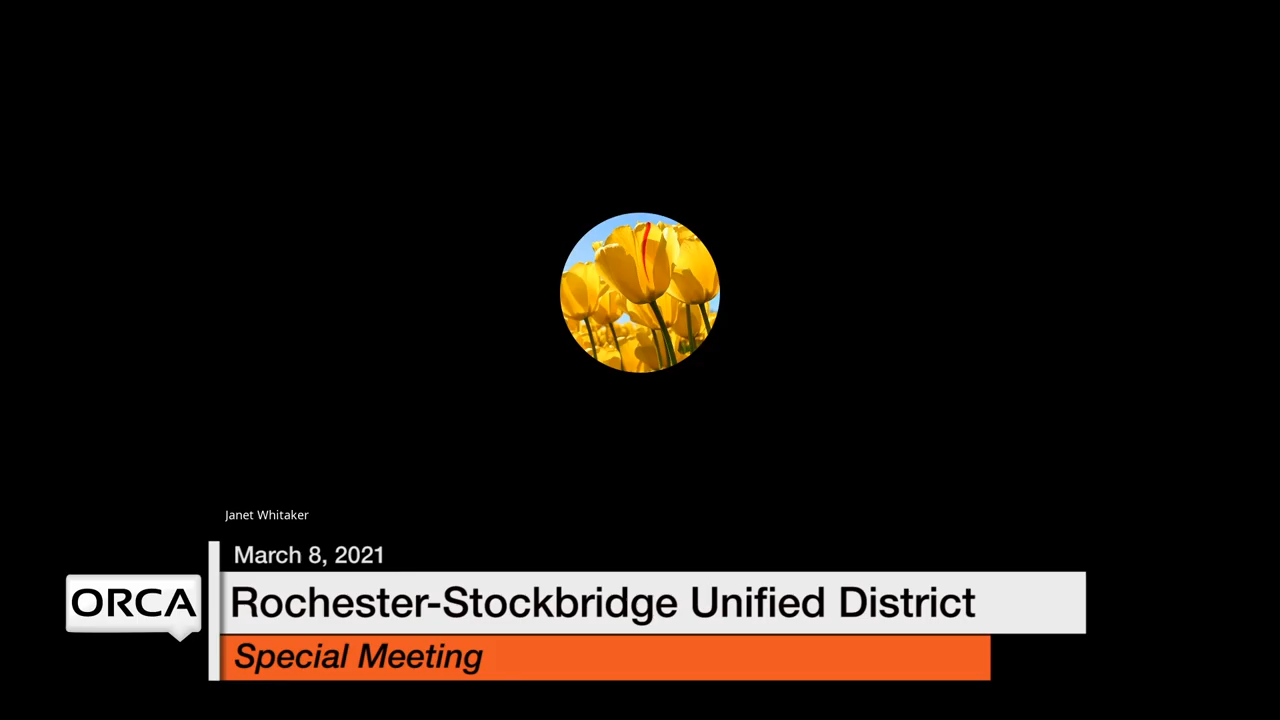 Janet Whitaker
March 8, 2021
ORCA
Rochester-Stockbridge Unified District
Special Meeting